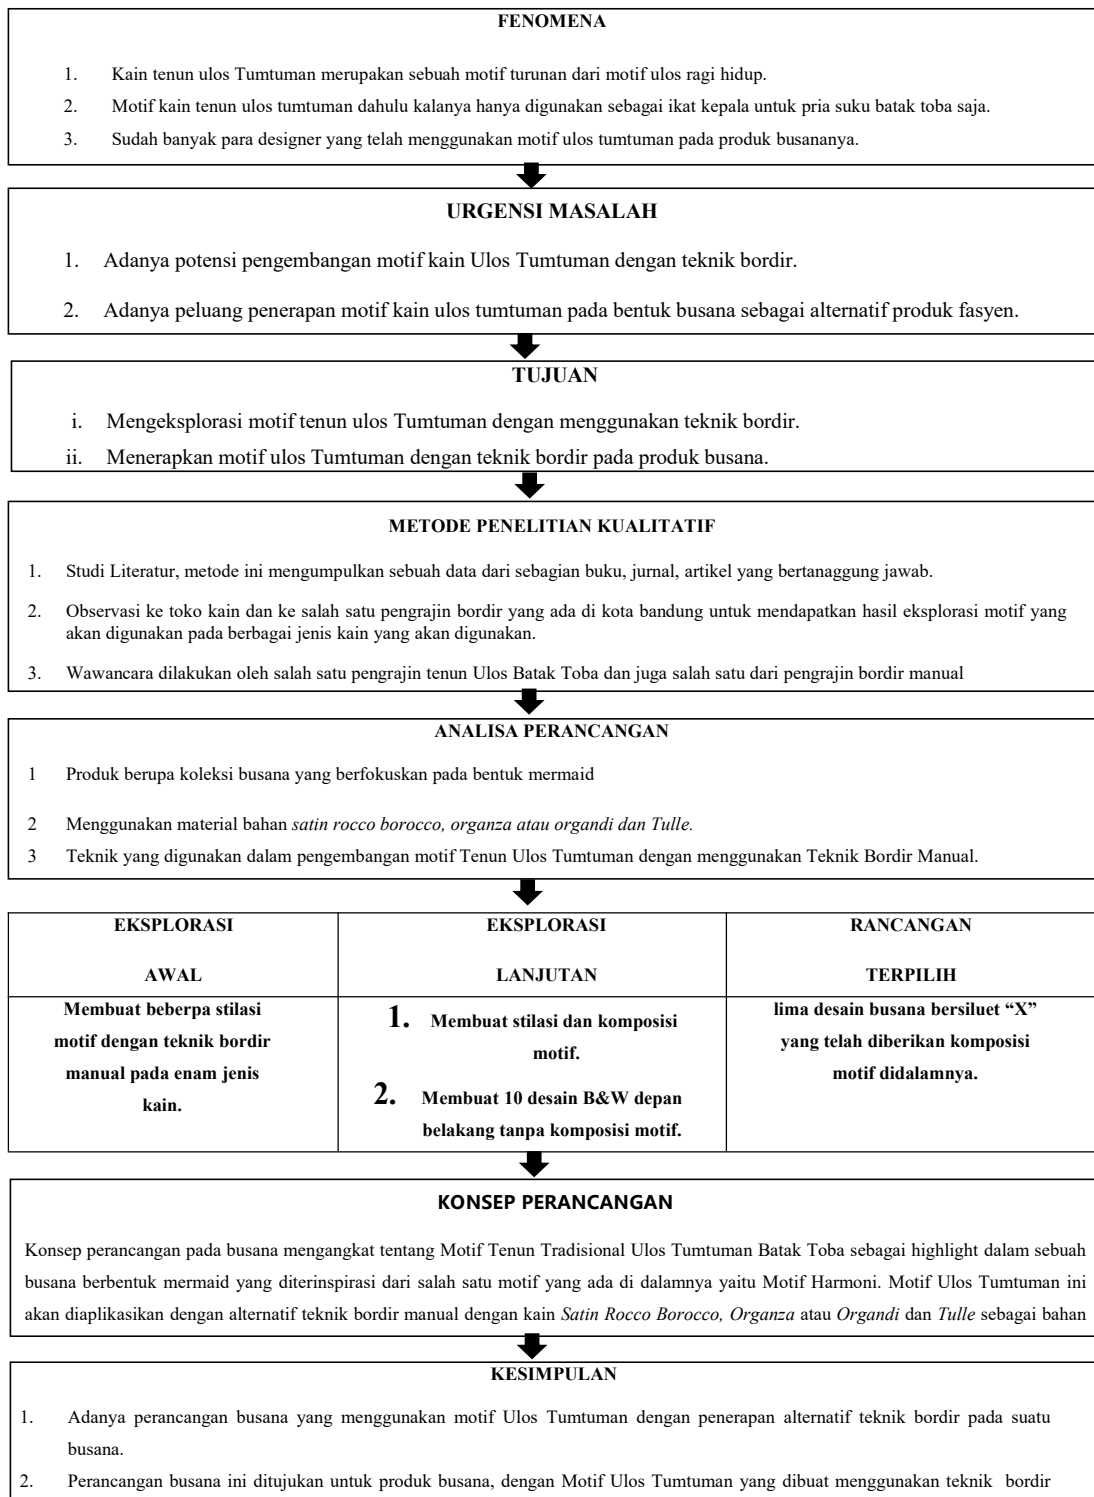 FENOMENA
1. Kain tenun ulos Tumtuman merupakan sebuah motif turunan dari motif ulos ragi hidup.
2. Motif kain tenun ulos tumtuman dahulu kalanya hanya digunakan sebagai ikat kepala untuk pria suku batak toba saja.
3. Sudah banyak para designer yang telah menggunakan motif ulos tumtuman pada produk busananya.
URGENSI MASALAH
1. Adanya potensi pengembangan motif kain Ulos Tumtuman dengan teknik bordir.
2. Adanya peluang penerapan motif kain ulos tumtuman pada bentuk busana sebagai alternatif produk fasyen.
TUJUAN
i. Mengeksplorasi motif tenun ulos Tumtuman dengan menggunakan teknik bordir.
ii. Menerapkan motif ulos Tumtuman dengan teknik bordir pada produk busana.
METODE PENELITIAN KUALITATIF
1. Studi Literatur, metode ini mengumpulkan sebuah data dari sebagian buku, jurnal, artikel yang bertanaggung jawab.
2. Observasi ke toko kain dan ke salah satu pengrajin bordir yang ada di kota bandung untuk mendapatkan hasil eksplorasi motif yang
akan digunakan pada berbagai jenis kain yang akan digunakan.
3. Wawancara dilakukan oleh salah satu pengrajin tenun Ulos Batak Toba dan juga salah satu dari pengrajin bordir manual
ANALISA PERANCANGAN
1 Produk berupa koleksi busana yang berfokuskan pada bentuk mermaid
2 Menggunakan material bahan satin rocco borocco, organza atau organdi dan Tulle.
3 Teknik yang digunakan dalam pengembangan motif Tenun Ulos Tumtuman dengan menggunakan Teknik Bordir Manual.
EKSPLORASI
AWAL
Membuat beberpa stilasi
motif dengan teknik bordir
manual pada enam jenis
kain.
EKSPLORASI
LANJUTAN
1. Membuat stilasi dan komposisi
motif.
2. Membuat 10 desain B&W depan
belakang tanpa komposisi motif.
RANCANGAN
TERPILIH
lima desain busana bersiluet “X”
yang telah diberikan komposisi
motif didalamnya.
KONSEP PERANCANGAN
Konsep perancangan pada busana mengangkat tentang Motif Tenun Tradisional Ulos Tumtuman Batak Toba sebagai highlight dalam sebuah
busana berbentuk mermaid yang diterinspirasi dari salah satu motif yang ada di dalamnya yaitu Motif Harmoni. Motif Ulos Tumtuman ini
akan diaplikasikan dengan alternatif teknik bordir manual dengan kain Satin Rocco Borocco, Organza atau Organdi dan Tulle sebagai bahan
KESIMPULAN
1. Adanya perancangan busana yang menggunakan motif Ulos Tumtuman dengan penerapan alternatif teknik bordir pada suatu
busana.
2. Perancangan busana ini ditujukan untuk produk busana, dengan Motif Ulos Tumtuman yang dibuat menggunakan teknik bordir